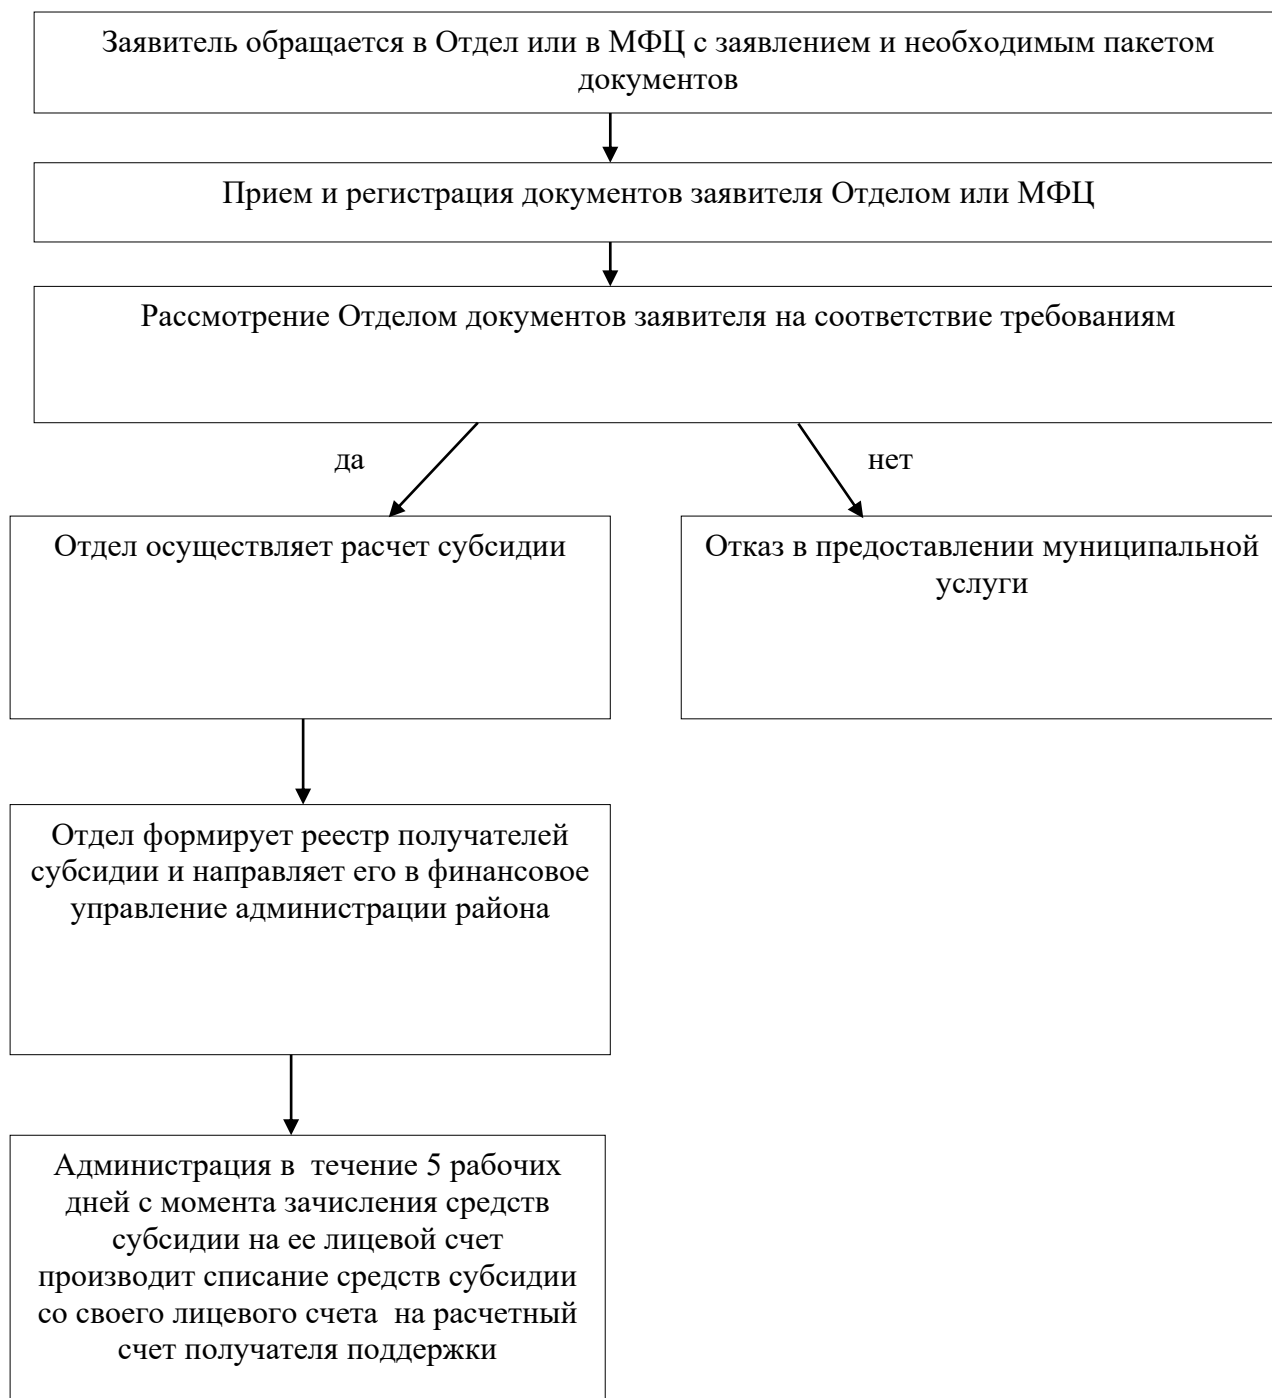 Заявитель обращается в Отдел или в МФЦ с заявлением и необходимым пакетом
документов
Прием и регистрация документов заявителя Отделом или МФЦ
Рассмотрение Отделом документов заявителя на соответствие требованиям
да
нет
Отдел осуществляет расчет субсидии
Отказ в предоставлении муниципальной
услуги
Отдел формирует реестр получателей
субсидии и направляет его в финансовое
управление администрации района
Администрация в  течение 5 рабочих
дней с момента зачисления средств
субсидии на ее лицевой счет
производит списание средств субсидии
со своего лицевого счета  на расчетный
счет получателя поддержки